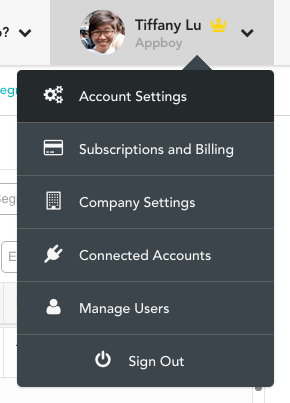 ?
Tiffany Lu
Appboy
Account Settings
Subscriptions and Billing
Company Settings
Connected Accounts
Manage Users
Sign Out